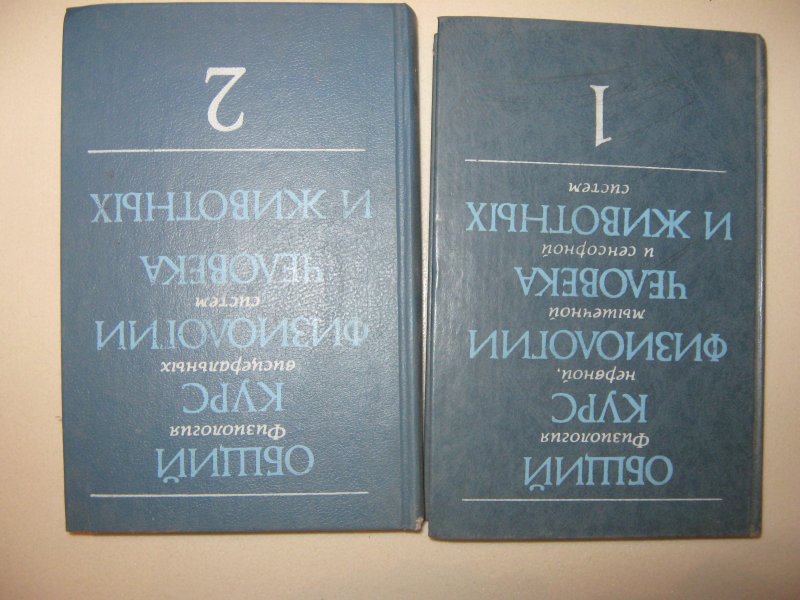 ОБЩИЙ
Физиология
КУРС
нервной,
ФИЗИОЛОГИИ
мышечной
ЧЕЛОВЕКА
и сенсорной
И ЖИВОТНЫХ
систем
1
ОБЩИЙ
Физиология
КУРС
висцеральных
ФИЗИОЛОГИИ
систем
ЧЕЛОВЕКА
И ЖИВОТНЫХ
2